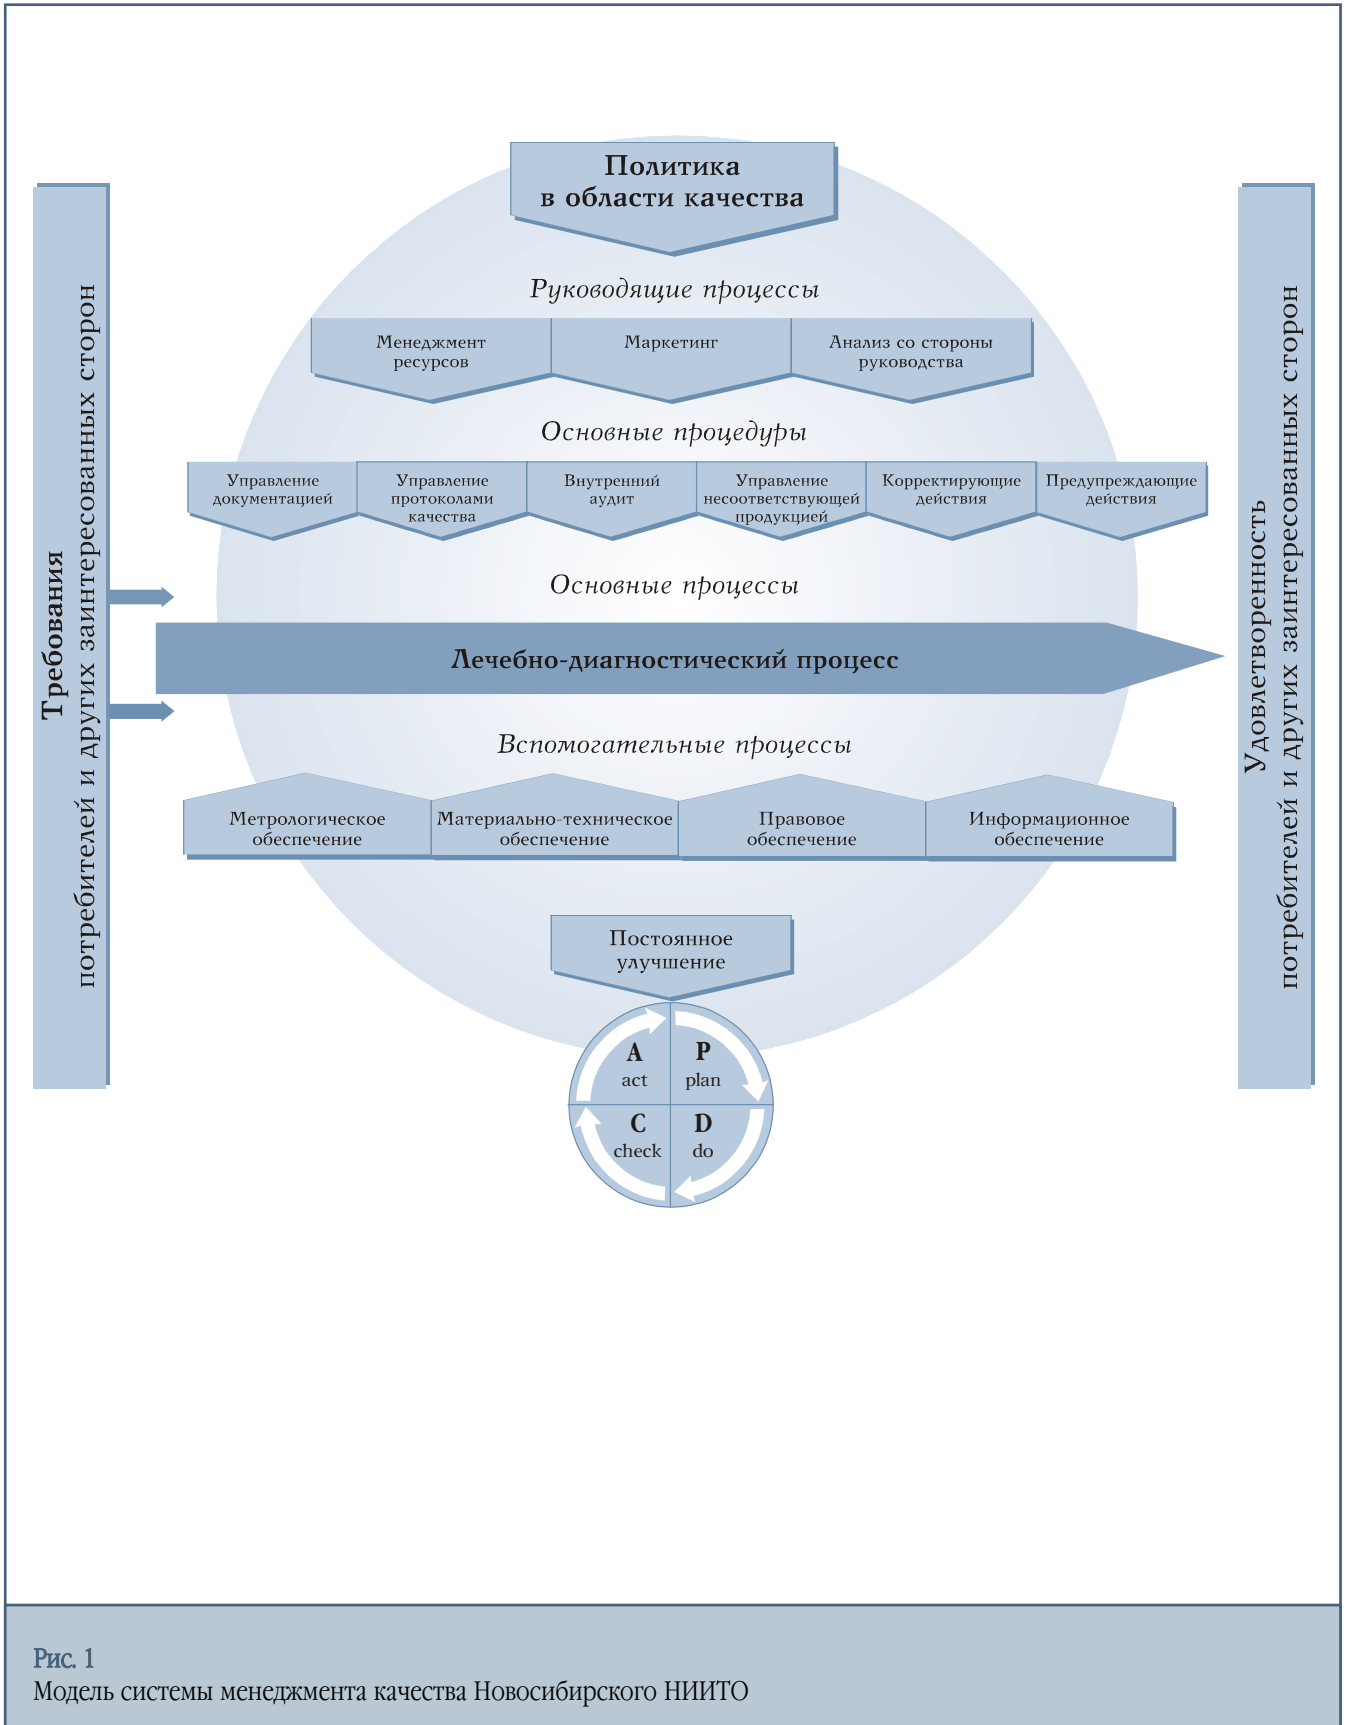 Политика
в области качества
Требования
потребителей и других заинтересованных сторон
Руководящие процессы
Менеджмент
ресурсов
Маркетинг
Анализ со стороны
руководства
Основные процедуры
Управление
документацией
Управление
протоколами
качества
Внутренний
аудит
Управление
несоответствующей
продукцией
Корректирующие
действия
Предупреждающие
действия
Основные процессы
Лечебно-диагностический процесс
Вспомогательные процессы
Метрологическое
обеспечение
Материально-техническое
обеспечение
Правовое
обеспечение
Информационное
обеспечение
Постоянное
улучшение
A
act
P
plan
C
check
D
do
Удовлетворенность
потребителей и других заинтересованных сторон
Рис. 1
Модель системы менеджмента качества Новосибирского НИИТО